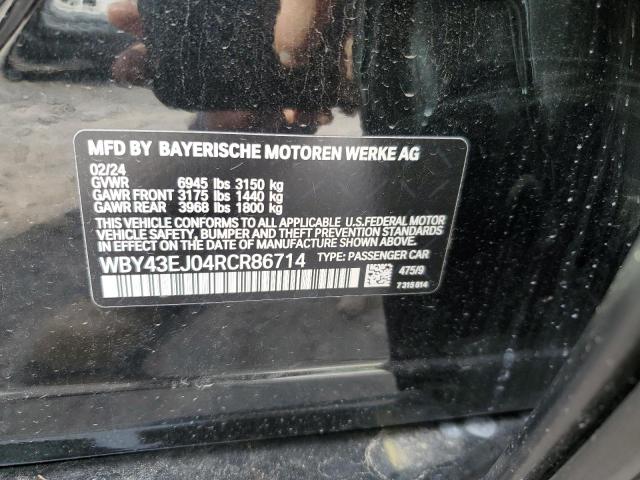 MFD BY BAYERISCHE MOTOREN WERKE AG
02/24
GVWR 6945 lbs 3150 kg
GAWR FRONT 3175 lbs 1440 kg
GAWR REAR 3968 lbs 1800 kg
THIS VEHICLE CONFORMS TO ALL APPLICABLE U.S.FEDERAL MOTOR
VEHICLE SAFETY, BUMPER AND THEFT PREVENTION STANDARDS
IN EFFECT ON THE DATE OF MANUFACTURE SHOWN ABOVE.
WBY43EJ04RCR86714 TYPE: PASSENGER CAR
475/9
7 315 814